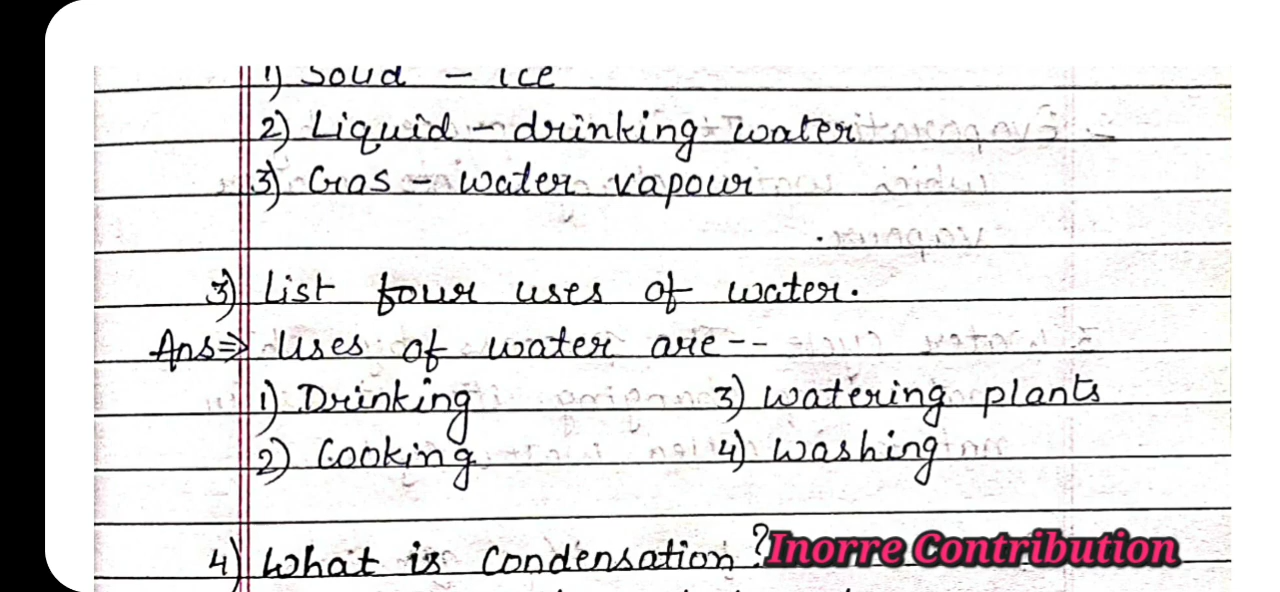 1) Solid - ice
2) Liquid - drinking water
3) Gas - water vapour
3) List four uses of water.
Ans⇒ Uses of water are--
1) Drinking 3) watering plants
2) Cooking 4) washing
4) What is Condensation?
Inorre Contribution